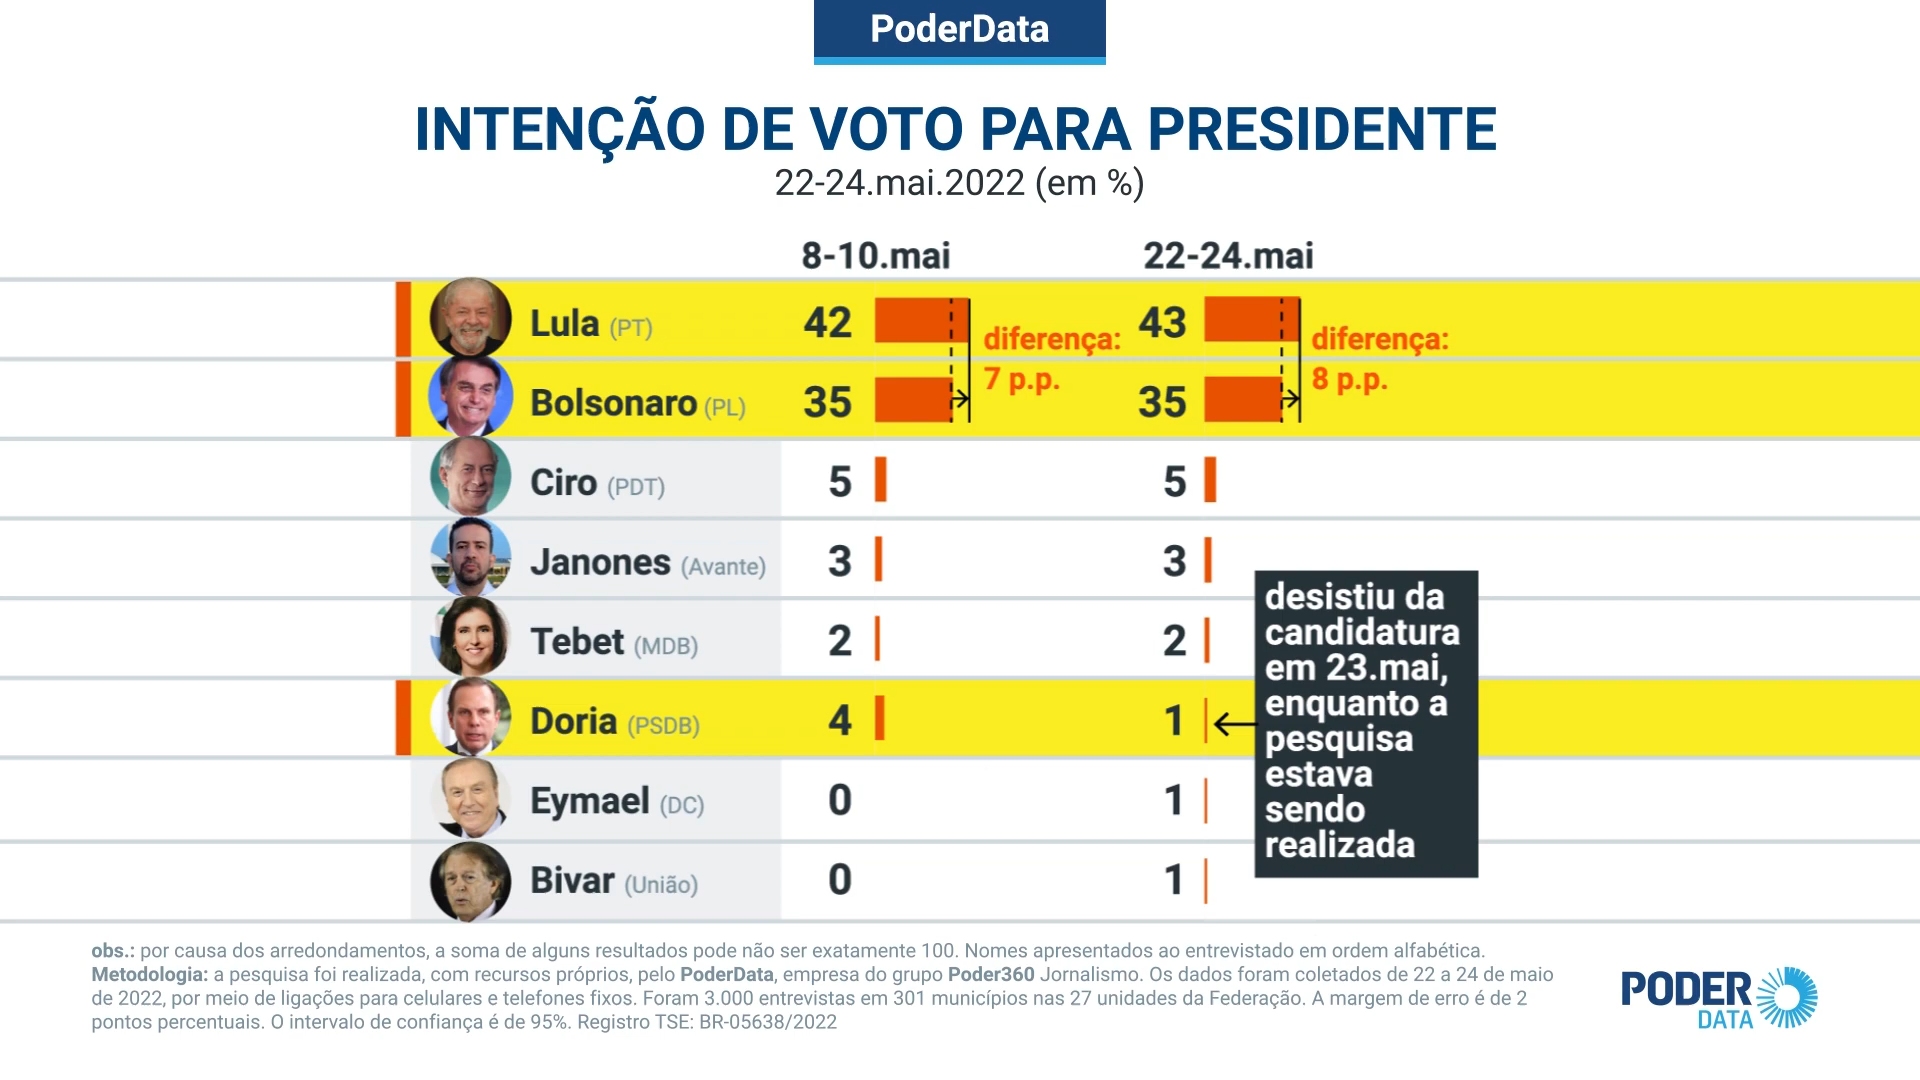 PoderData
INTENÇÃO DE VOTO PARA PRESIDENTE
22-24.mai.2022 (em %)
8-10.mai 22-24.mai
Lula (PT) 42 43
diferença: 7 p.p.
diferença: 8 p.p.
Bolsonaro (PL) 35 35
Ciro (PDT) 5 5
Janones (Avante) 3 3
Tebet (MDB) 2 2
Doria (PSDB) 4 1
Eymael (DC) 0 1
Bivar (União) 0 1
desistiu da
candidatura
em 23.mai,
enquanto a
pesquisa
estava
sendo
realizada
obs.: por causa dos arredondamentos, a soma de alguns resultados pode não ser exatamente 100. Nomes apresentados ao entrevistado em ordem alfabética.
Metodologia: a pesquisa foi realizada, com recursos próprios, pelo PoderData, empresa do grupo Poder360 Jornalismo. Os dados foram coletados de 22 a 24 de maio
de 2022, por meio de ligações para celulares e telefones fixos. Foram 3.000 entrevistas em 301 municípios nas 27 unidades da Federação. A margem de erro é de 2
pontos percentuais. O intervalo de confiança é de 95%. Registro TSE: BR-05638/2022
PODER
DATA